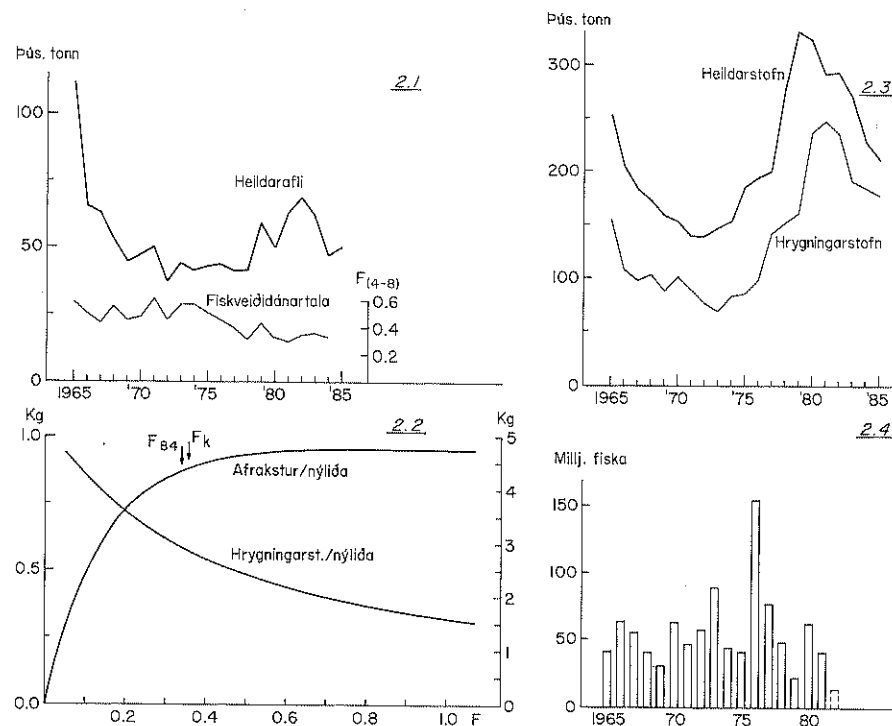 Þús. tonn
2.1
100
Heildarafli
50
F(4-8)
Fiskveiðidánartala
0.6
0.4
0.2
0
1965 '70 '75 '80 '85
Þús. tonn
2.3
300
Heildarstofn
200
Hrygningarstofn
100
0
1965 '70 '75 '80 '85
Kg
Kg
2.2
1.0
F84 Fk
5
Afrakstur/nýliða
4
0.5
3
Hrygningarst./nýliða
2
1
0.0
0
0.2 0.4 0.6 0.8 1.0 F
2.4
Millj. fiska
150
100
50
0
1965 70 75 80